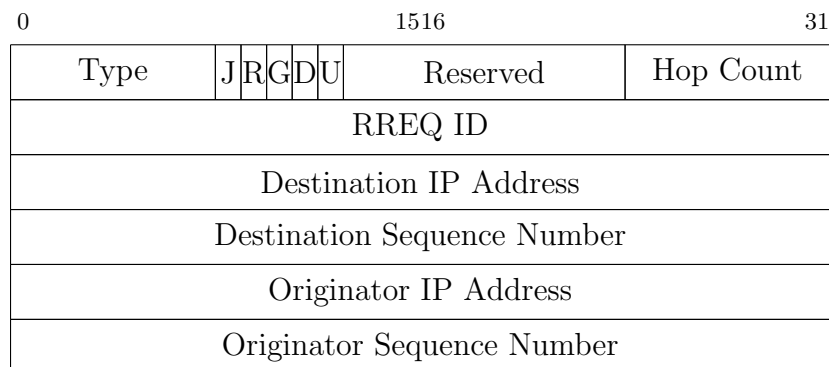 0 1516 31
Type J R G D U Reserved Hop Count
RREQ ID
Destination IP Address
Destination Sequence Number
Originator IP Address
Originator Sequence Number